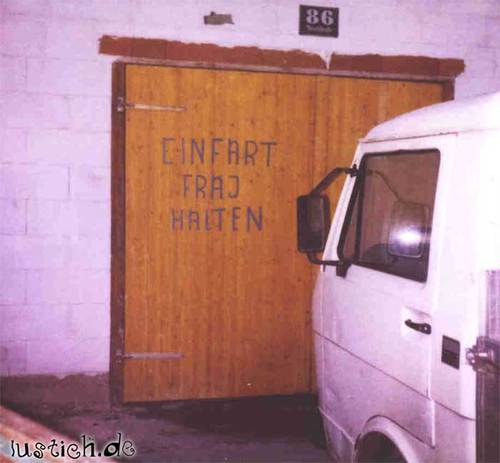 86
EINFART
FRAJ
HALTEN
lustich.de